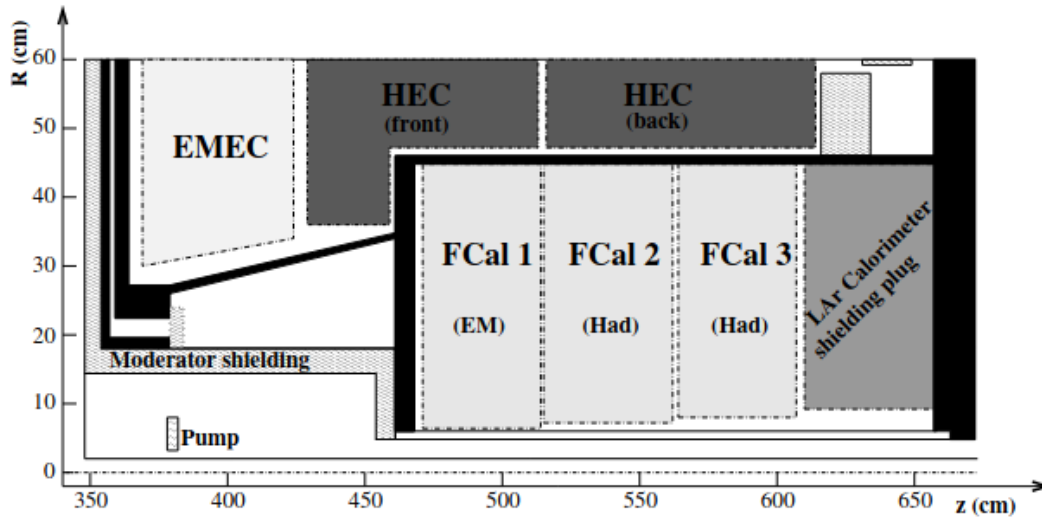 R (cm)
60
50
40
30
20
10
0
EMEC
HEC
(front)
HEC
(back)
FCal 1
(EM)
FCal 2
(Had)
FCal 3
(Had)
LAr Calorimeter
shielding plug
Moderator shielding
Pump
350
400
450
500
550
600
650
z (cm)